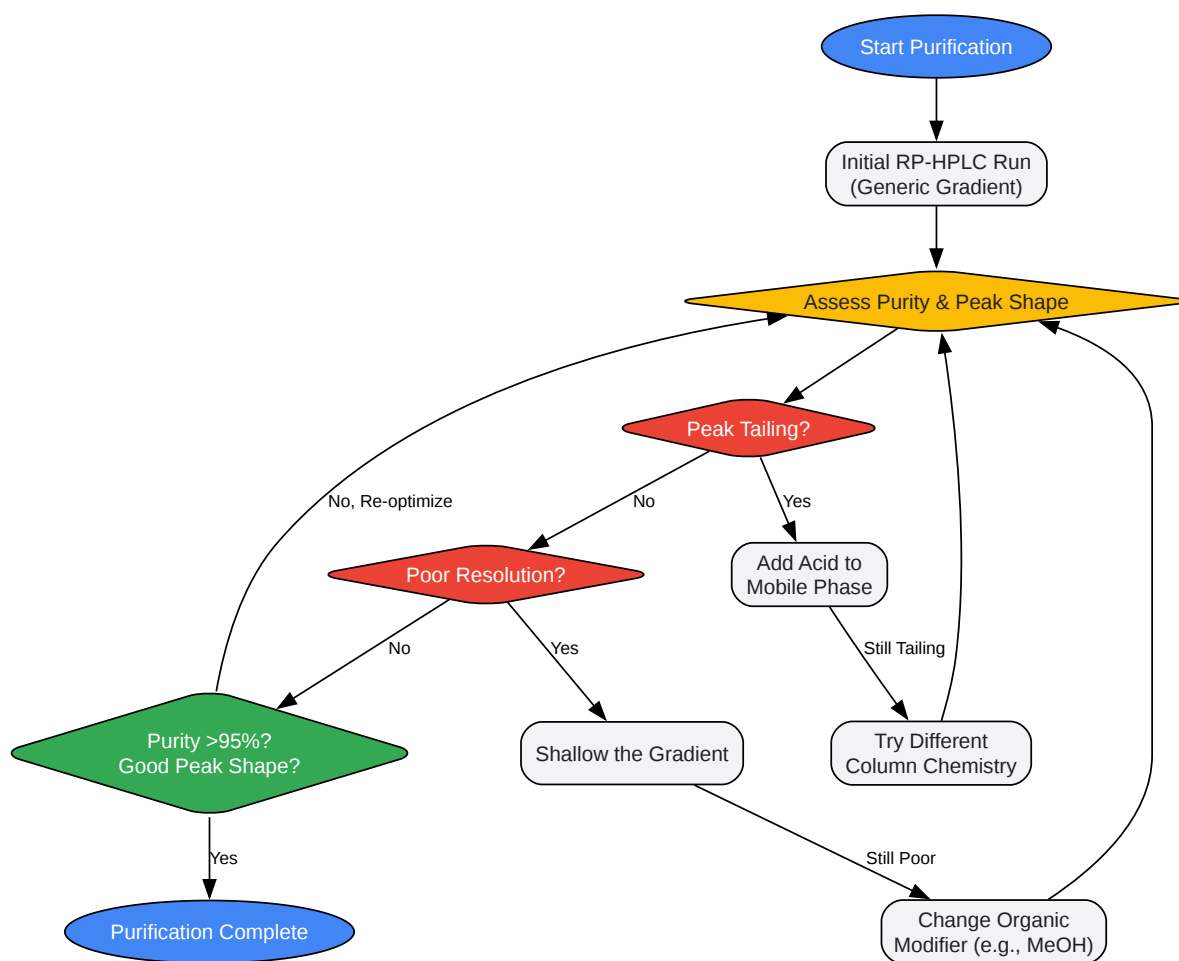 Start Purification
Initial RP-HPLC Run
(Generic Gradient)
Assess Purity & Peak Shape
Peak Tailing?
No, Re-optimize
No
Yes
Poor Resolution?
Add Acid to
Mobile Phase
No
Yes
Still Tailing
Purity >95%?
Good Peak Shape?
Shallow the Gradient
Try Different
Column Chemistry
Yes
Still Poor
Purification Complete
Change Organic
Modifier (e.g., MeOH)